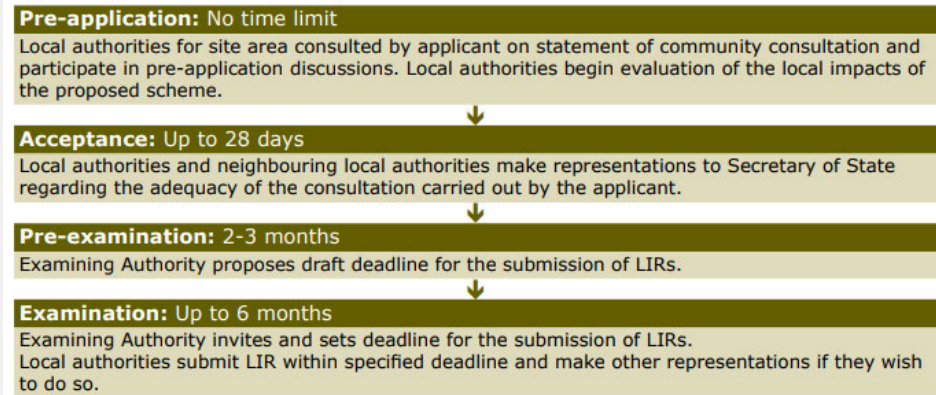 Pre-application: No time limit
Local authorities for site area consulted by applicant on statement of community consultation and
participate in pre-application discussions. Local authorities begin evaluation of the local impacts of
the proposed scheme.
Acceptance: Up to 28 days
Local authorities and neighbouring local authorities make representations to Secretary of State
regarding the adequacy of the consultation carried out by the applicant.
Pre-examination: 2-3 months
Examining Authority proposes draft deadline for the submission of LIRs.
Examination: Up to 6 months
Examining Authority invites and sets deadline for the submission of LIRs.
Local authorities submit LIR within specified deadline and make other representations if they wish
to do so.